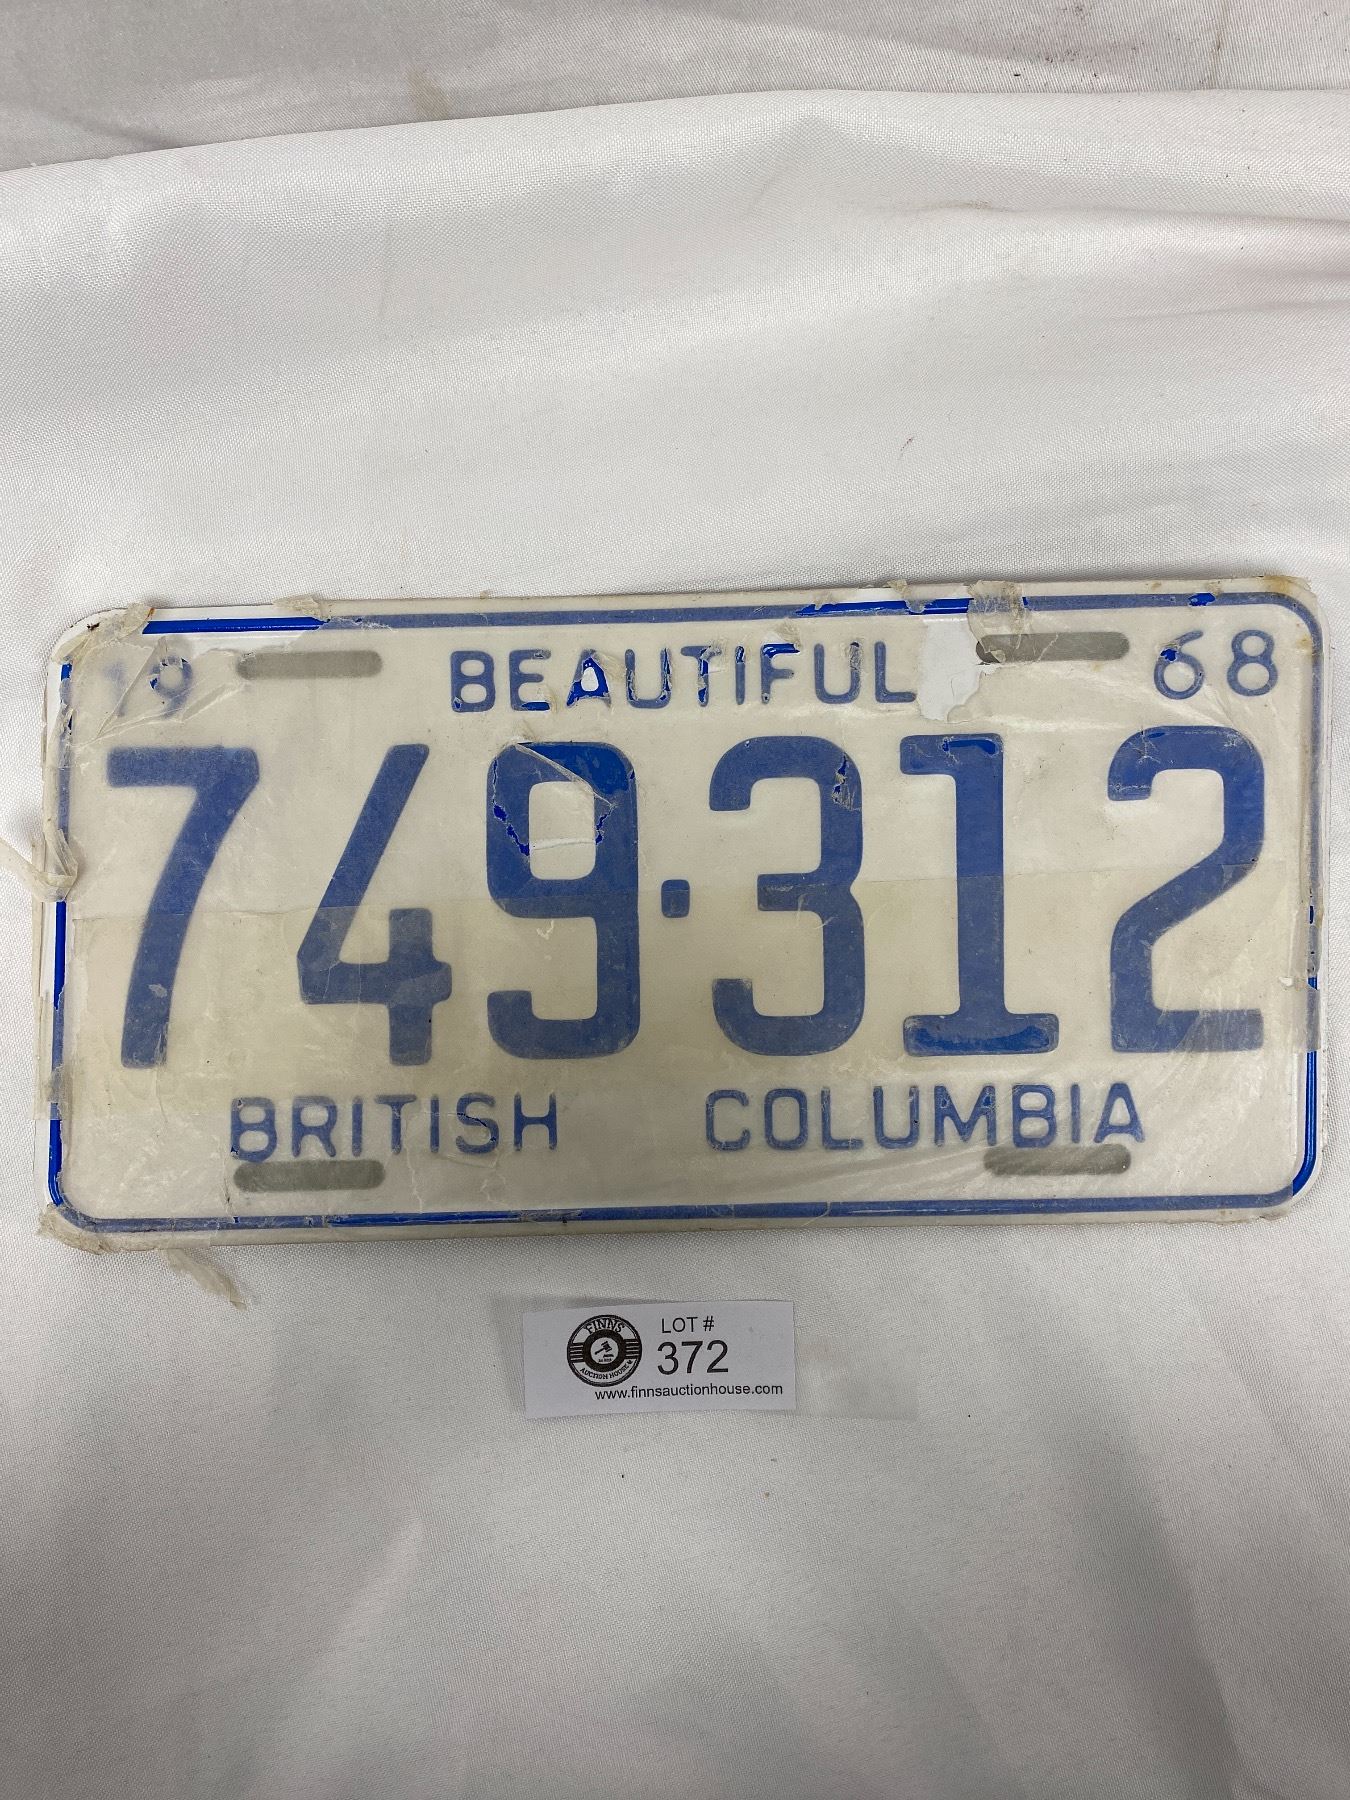 19 BEAUTIFUL 68
749·312
BRITISH COLUMBIA
FINNS
AUCTION HOUSE
LOT #
372
www.finnsauctionhouse.com